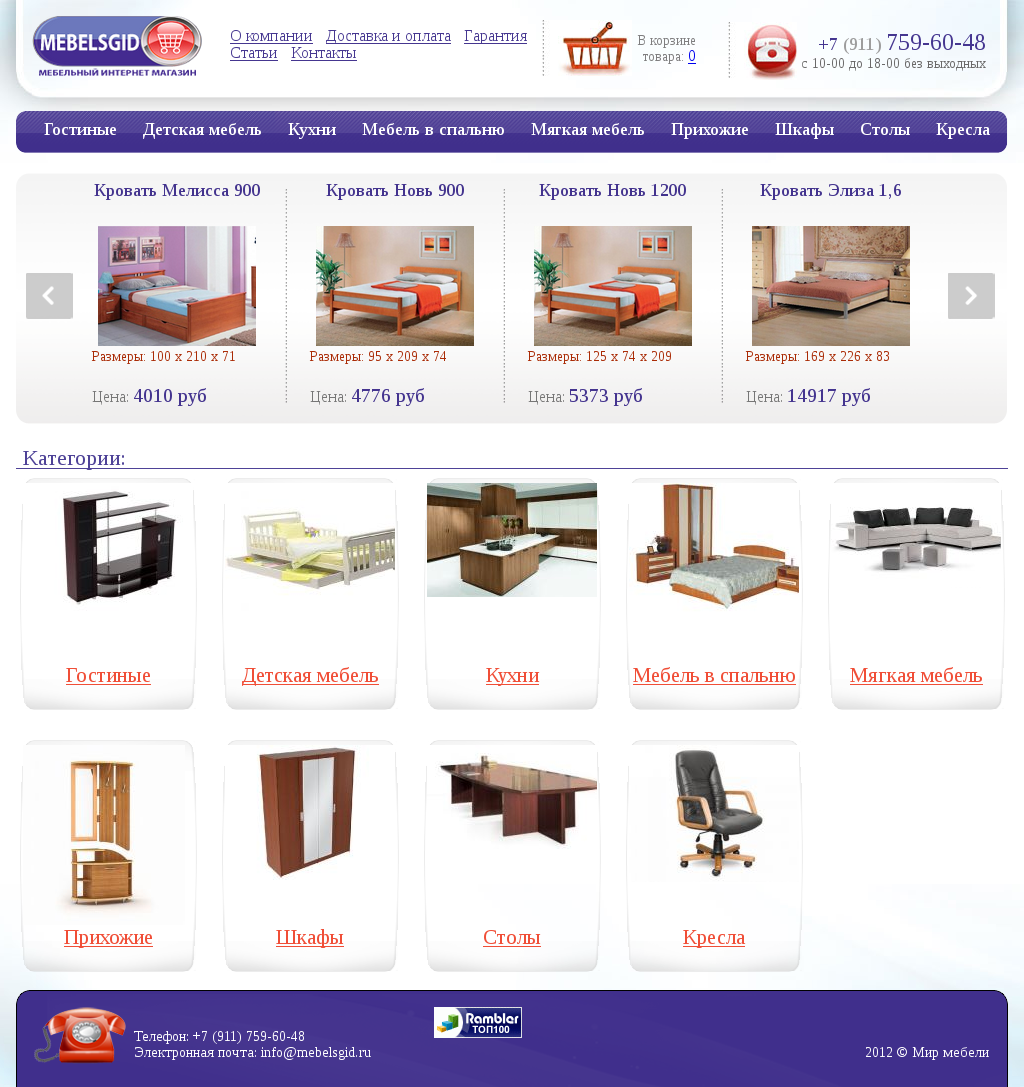 MEBELSGID
МЕБЕЛЬНЫЙ ИНТЕРНЕТ МАГАЗИН
О компании Доставка и оплата Гарантия
Статьи Контакты
В корзине
товара: 0
+7 (911) 759-60-48
с 10-00 до 18-00 без выходных
Гостиные Детская мебель Кухни Мебель в спальню Мягкая мебель Прихожие Шкафы Столы Кресла
Кровать Мелисса 900 Кровать Новь 900 Кровать Новь 1200 Кровать Элиза 1,6
Размеры: 100 x 210 x 71 Размеры: 95 x 209 x 74 Размеры: 125 x 74 x 209 Размеры: 169 x 226 x 83
Цена: 4010 руб Цена: 4776 руб Цена: 5373 руб Цена: 14917 руб
Категории:
Гостиные Детская мебель Кухни Мебель в спальню Мягкая мебель
Прихожие Шкафы Столы Кресла
Rambler
ТОП100
Телефон: +7 (911) 759-60-48
Электронная почта: info@mebelsgid.ru
2012 © Мир мебели